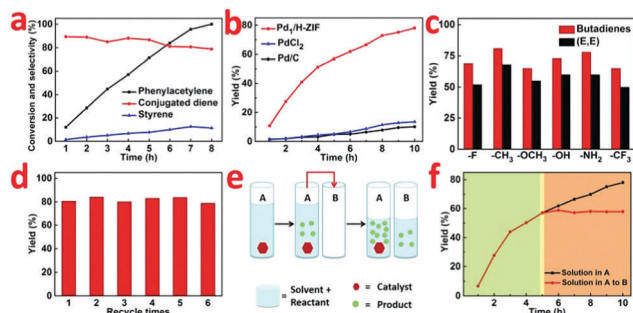 a
Conversion and selectivity (%)
100
80
60
40
20
0
Phenylacetylene
Conjugated diene
Styrene
1 2 3 4 5 6 7 8
Time (h)
b
Yield (%)
80
60
40
20
0
Pd1/H-ZIF
PdCl2
Pd/C
2 4 6 8 10
Time (h)
c
Yield (%)
100
75
50
25
0
Butadienes
(E,E)
-F -CH3 -OCH3 -OH -NH2 -CF3
d
Yield (%)
100
80
60
40
20
0
1 2 3 4 5 6
Recycle times
e
A A B A B
= Solvent +
Reactant
= Catalyst
= Product
f
Yield (%)
80
60
40
20
0
Solution in A
Solution in A to B
0 2 4 6 8 10
Time (h)